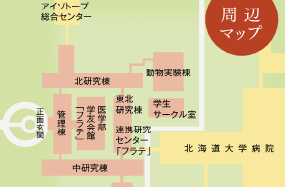 アイソトープ
総合センター
周辺
マップ
動物実験棟
北研究棟
正面玄関
管理棟
医学部
学友会館
「フラテ」
東北
研究棟
学生
サークル室
連携研究
センター
「フラテ」
北海道大学病院
中研究棟